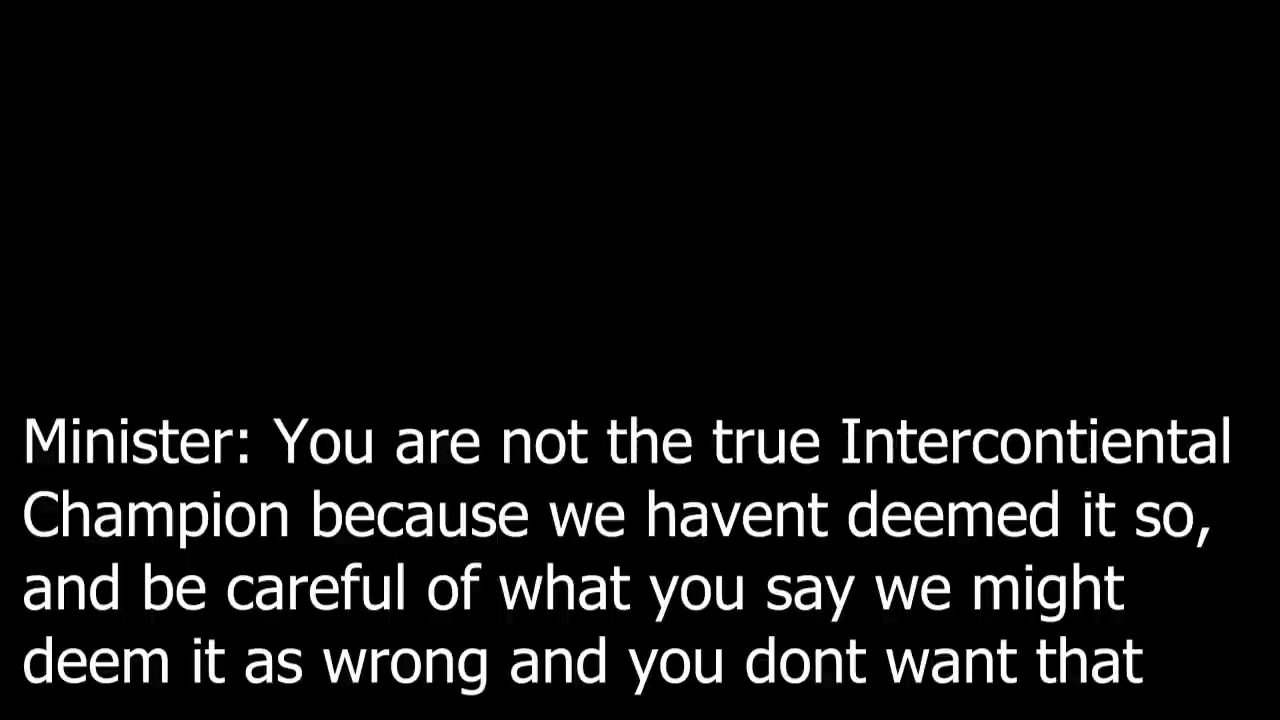 Minister: You are not the true Intercontiental
Champion because we havent deemed it so,
and be careful of what you say we might
deem it as wrong and you dont want that